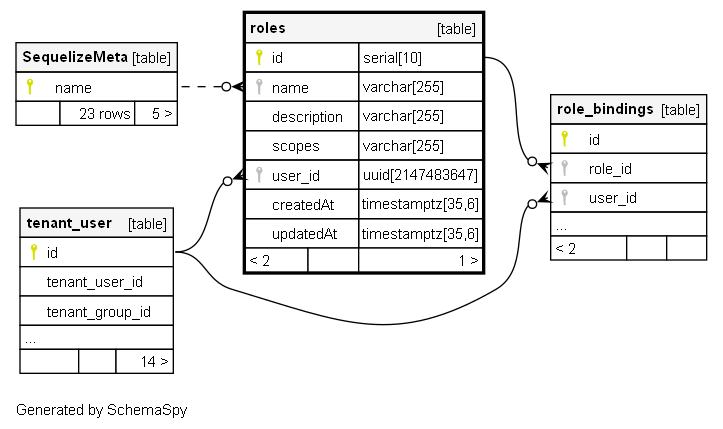 SequelizeMeta [table]
name
23 rows 5 >
roles [table]
id serial[10]
name varchar[255]
description varchar[255]
scopes varchar[255]
user_id uuid[2147483647]
createdAt timestamptz[35,6]
updatedAt timestamptz[35,6]
< 2 1 >
role_bindings [table]
id
role_id
user_id
...
< 2
tenant_user [table]
id
tenant_user_id
tenant_group_id
...
14 >
Generated by SchemaSpy